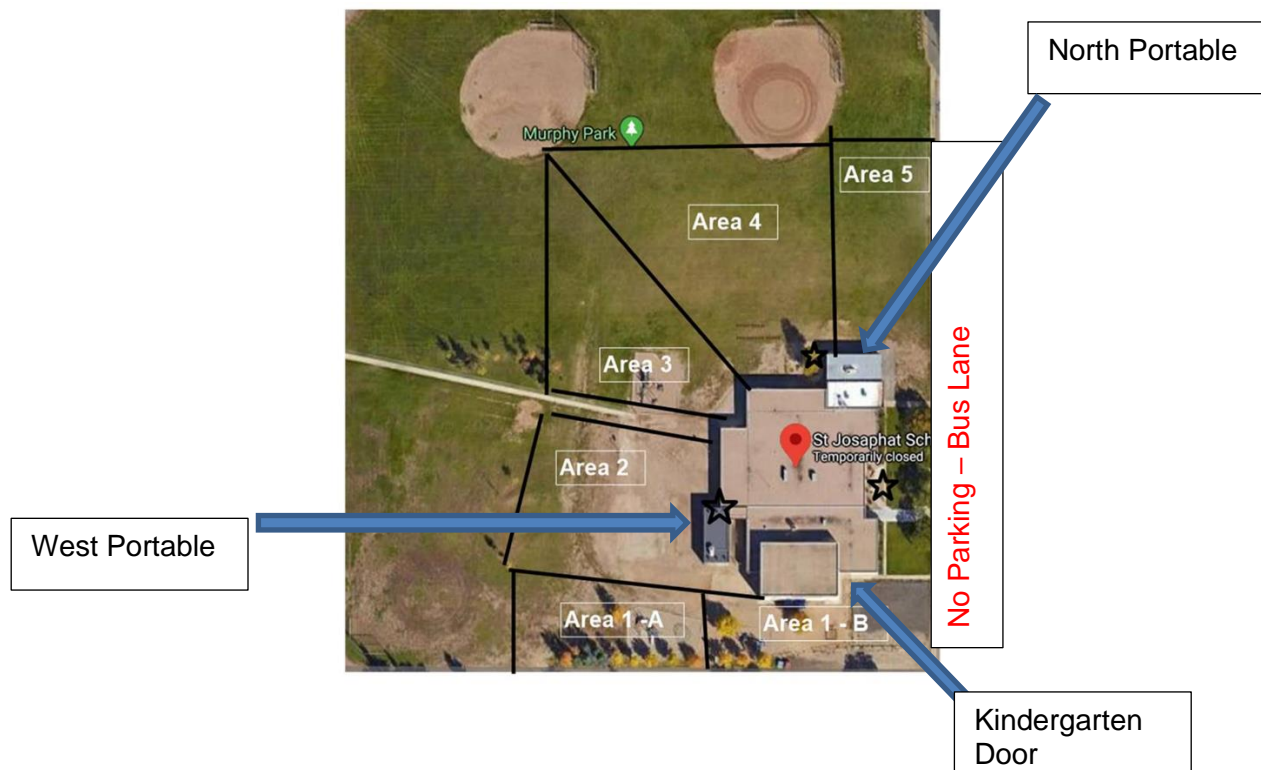 North Portable
Murphy Park
Area 5
Area 4
Area 3
St Josaphat Sch
Temporarily closed
Area 2
No Parking – Bus Lane
West Portable
Area 1 -A
Area 1 - B
Kindergarten
Door